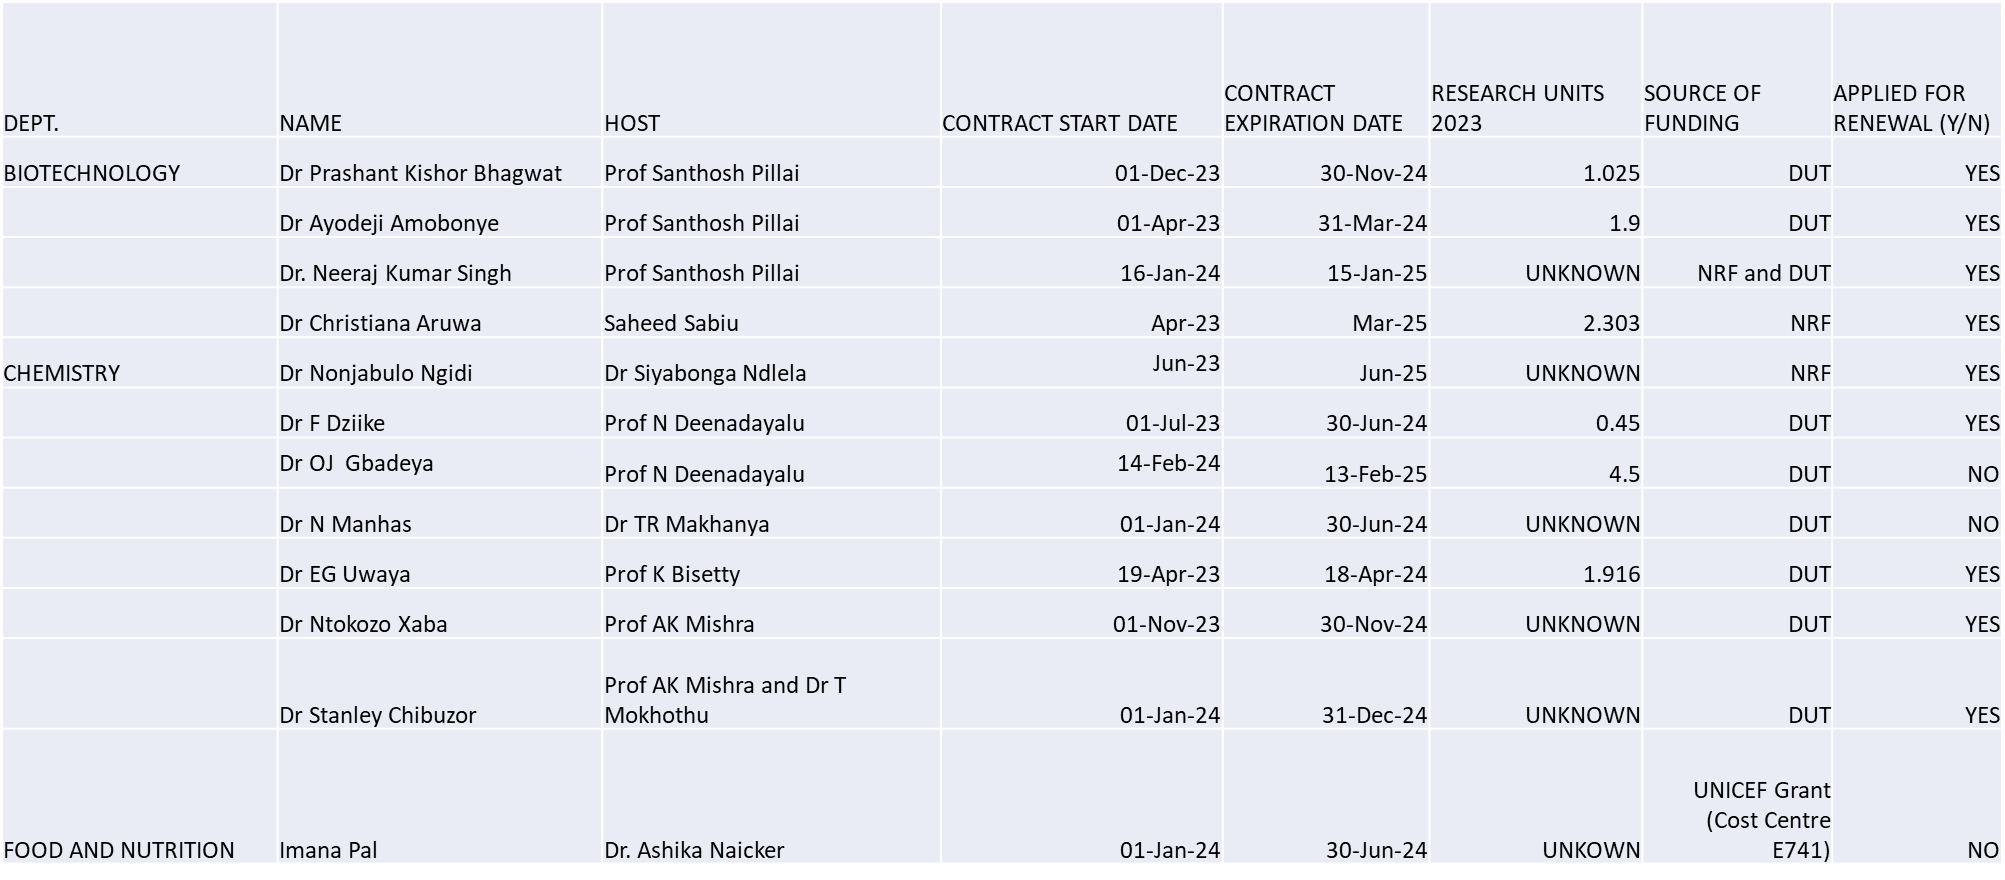 DEPT. NAME HOST CONTRACT START DATE CONTRACT EXPIRATION DATE RESEARCH UNITS 2023 SOURCE OF FUNDING APPLIED FOR RENEWAL (Y/N)
BIOTECHNOLOGY Dr Prashant Kishor Bhagwat Prof Santhosh Pillai 01-Dec-23 30-Nov-24 1.025 DUT YES
Dr Ayodeji Amobonye Prof Santhosh Pillai 01-Apr-23 31-Mar-24 1.9 DUT YES
Dr. Neeraj Kumar Singh Prof Santhosh Pillai 16-Jan-24 15-Jan-25 UNKNOWN NRF and DUT YES
Dr Christiana Aruwa Saheed Sabiu Apr-23 Mar-25 2.303 NRF YES
CHEMISTRY Dr Nonjabulo Ngidi Dr Siyabonga Ndlela Jun-23 Jun-25 UNKNOWN NRF YES
Dr F Dziike Prof N Deenadayalu 01-Jul-23 30-Jun-24 0.45 DUT YES
Dr OJ  Gbadeya Prof N Deenadayalu 14-Feb-24 13-Feb-25 4.5 DUT NO
Dr N Manhas Dr TR Makhanya 01-Jan-24 30-Jun-24 UNKNOWN DUT NO
Dr EG Uwaya Prof K Bisetty 19-Apr-23 18-Apr-24 1.916 DUT YES
Dr Ntokozo Xaba Prof AK Mishra 01-Nov-23 30-Nov-24 UNKNOWN DUT YES
Dr Stanley Chibuzor Prof AK Mishra and Dr T Mokhothu 01-Jan-24 31-Dec-24 UNKNOWN DUT YES
FOOD AND NUTRITION Imana Pal Dr. Ashika Naicker 01-Jan-24 30-Jun-24 UNKOWN UNICEF Grant (Cost Centre E741) NO